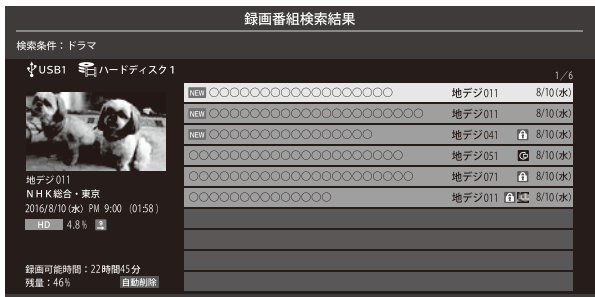 録画番組検索結果
検索条件：ドラマ
USB1 ハードディスク1
1／6
NEW 〇〇〇〇〇〇〇〇〇〇〇〇〇〇〇〇〇〇 地デジ011 8/10(水)
NEW 〇〇〇〇〇〇〇〇〇〇〇〇〇〇〇〇〇〇〇〇〇 地デジ011 8/10(水)
NEW 〇〇〇〇〇〇〇〇〇〇〇〇〇〇〇〇 地デジ041 8/10(水)
〇〇〇〇〇〇〇〇〇〇〇〇〇〇〇〇〇〇〇〇〇 地デジ051 8/10(水)
〇〇〇〇〇〇〇〇〇〇〇〇〇〇〇〇〇〇〇〇〇〇 地デジ071 8/10(水)
〇〇〇〇〇〇〇〇〇〇〇〇〇〇 地デジ011 8/10(水)
地デジ011
NHK総合・東京
2016/8/10(水) PM 9:00 (01:58)
HD 4.8%
録画可能時間：22時間45分
残量：46% 自動削除